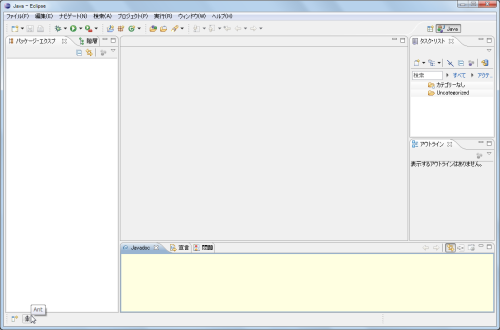 Java - Eclipse
ファイル(F) 編集(E) ナビゲート(N) 検索(A) プロジェクト(P) 実行(R) ウィンドウ(W) ヘルプ(H)
Java
パッケージ・エクスプ 階層
タスク・リスト
検索 すべて アクテ...
カテゴリーなし
Uncategorized
アウトライン
表示するアウトラインはありません。
Javadoc 宣言
Ant